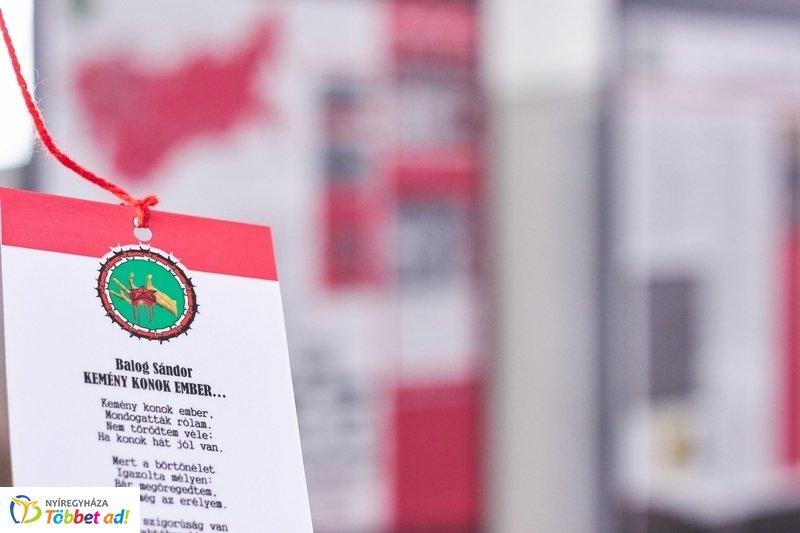 Balog Sándor
KEMÉNY KONOK EMBER...
Kemény konok ember,
Mondogatták rólam.
Nem törődtem véle;
Ha konok hát jól van.
Mert a börtönélet
Igazolta mélyen:
Bár megöregedtem,
még az erélyem.
szigorúság van
NYÍREGYHÁZA
Többet ad!